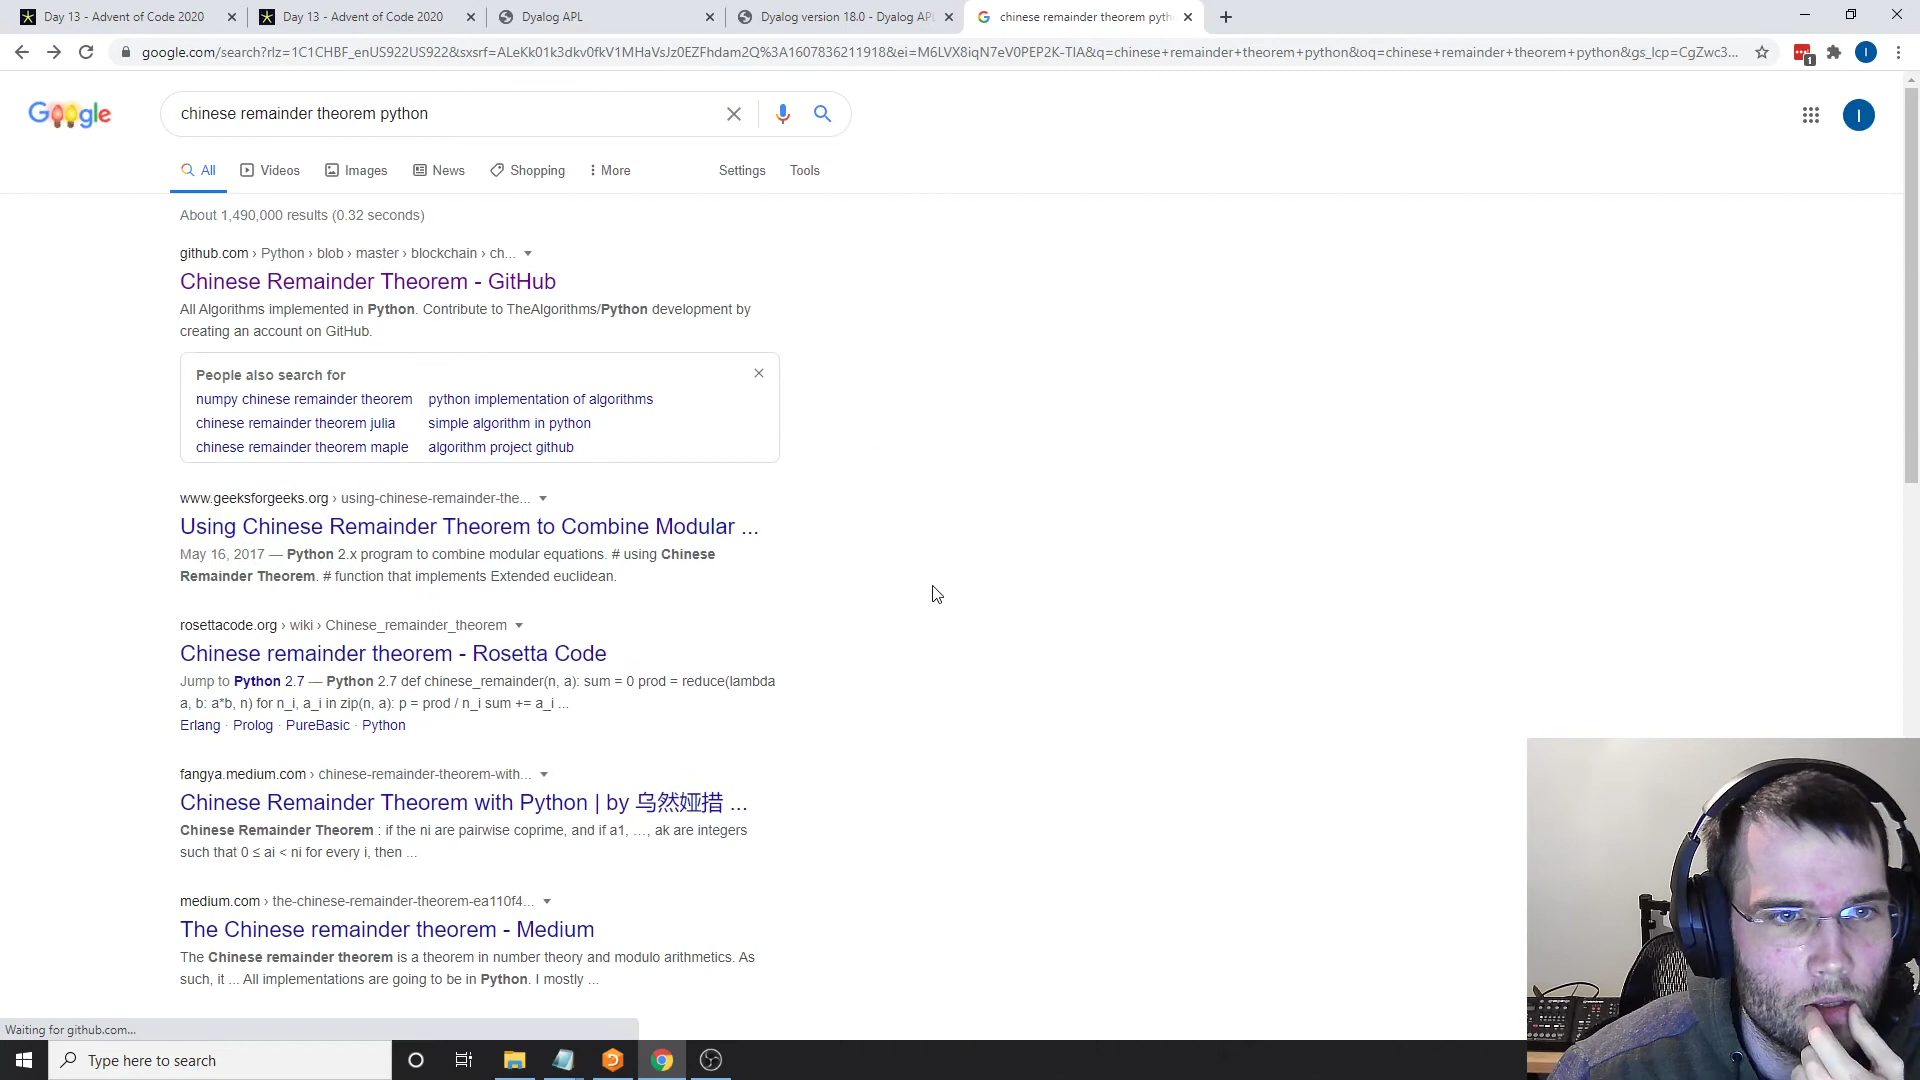 Day 13 - Advent of Code 2020
Day 13 - Advent of Code 2020
Dyalog APL
Dyalog version 18.0 - Dyalog APL
chinese remainder theorem pyth
google.com/search?rlz=1C1CHBF_enUS922US922&sxsrf=ALeKk01k3dkv0fkV1MHaVsJz0EZFhdam2Q%3A1607836211918&ei=M6LVX8iqN7eV0PEP2K-TIA&q=chinese+remainder+theorem+python&oq=chinese+remainder+theorem+python&gs_lcp=CgZwc3...
1
I
Google
chinese remainder theorem python
I
All
Videos
Images
News
Shopping
More
Settings
Tools
About 1,490,000 results (0.32 seconds)
github.com › Python › blob › master › blockchain › ch...
Chinese Remainder Theorem - GitHub
All Algorithms implemented in Python. Contribute to TheAlgorithms/Python development by
creating an account on GitHub.
People also search for
numpy chinese remainder theorem python implementation of algorithms
chinese remainder theorem julia simple algorithm in python
chinese remainder theorem maple algorithm project github
www.geeksforgeeks.org › using-chinese-remainder-the...
Using Chinese Remainder Theorem to Combine Modular ...
May 16, 2017 — Python 2.x program to combine modular equations. # using Chinese
Remainder Theorem. # function that implements Extended euclidean.
rosettacode.org › wiki › Chinese_remainder_theorem
Chinese remainder theorem - Rosetta Code
Jump to Python 2.7 — Python 2.7 def chinese_remainder(n, a): sum = 0 prod = reduce(lambda
a, b: a*b, n) for n_i, a_i in zip(n, a): p = prod / n_i sum += a_i ...
Erlang · Prolog · PureBasic · Python
fangya.medium.com › chinese-remainder-theorem-with...
Chinese Remainder Theorem with Python | by 乌然娅措 ...
Chinese Remainder Theorem : if the ni are pairwise coprime, and if a1, …, ak are integers
such that 0 ≤ ai < ni for every i, then ...
medium.com › the-chinese-remainder-theorem-ea110f4...
The Chinese remainder theorem - Medium
The Chinese remainder theorem is a theorem in number theory and modulo arithmetics. As
such, it ... All implementations are going to be in Python. I mostly ...
Waiting for github.com...
Type here to search